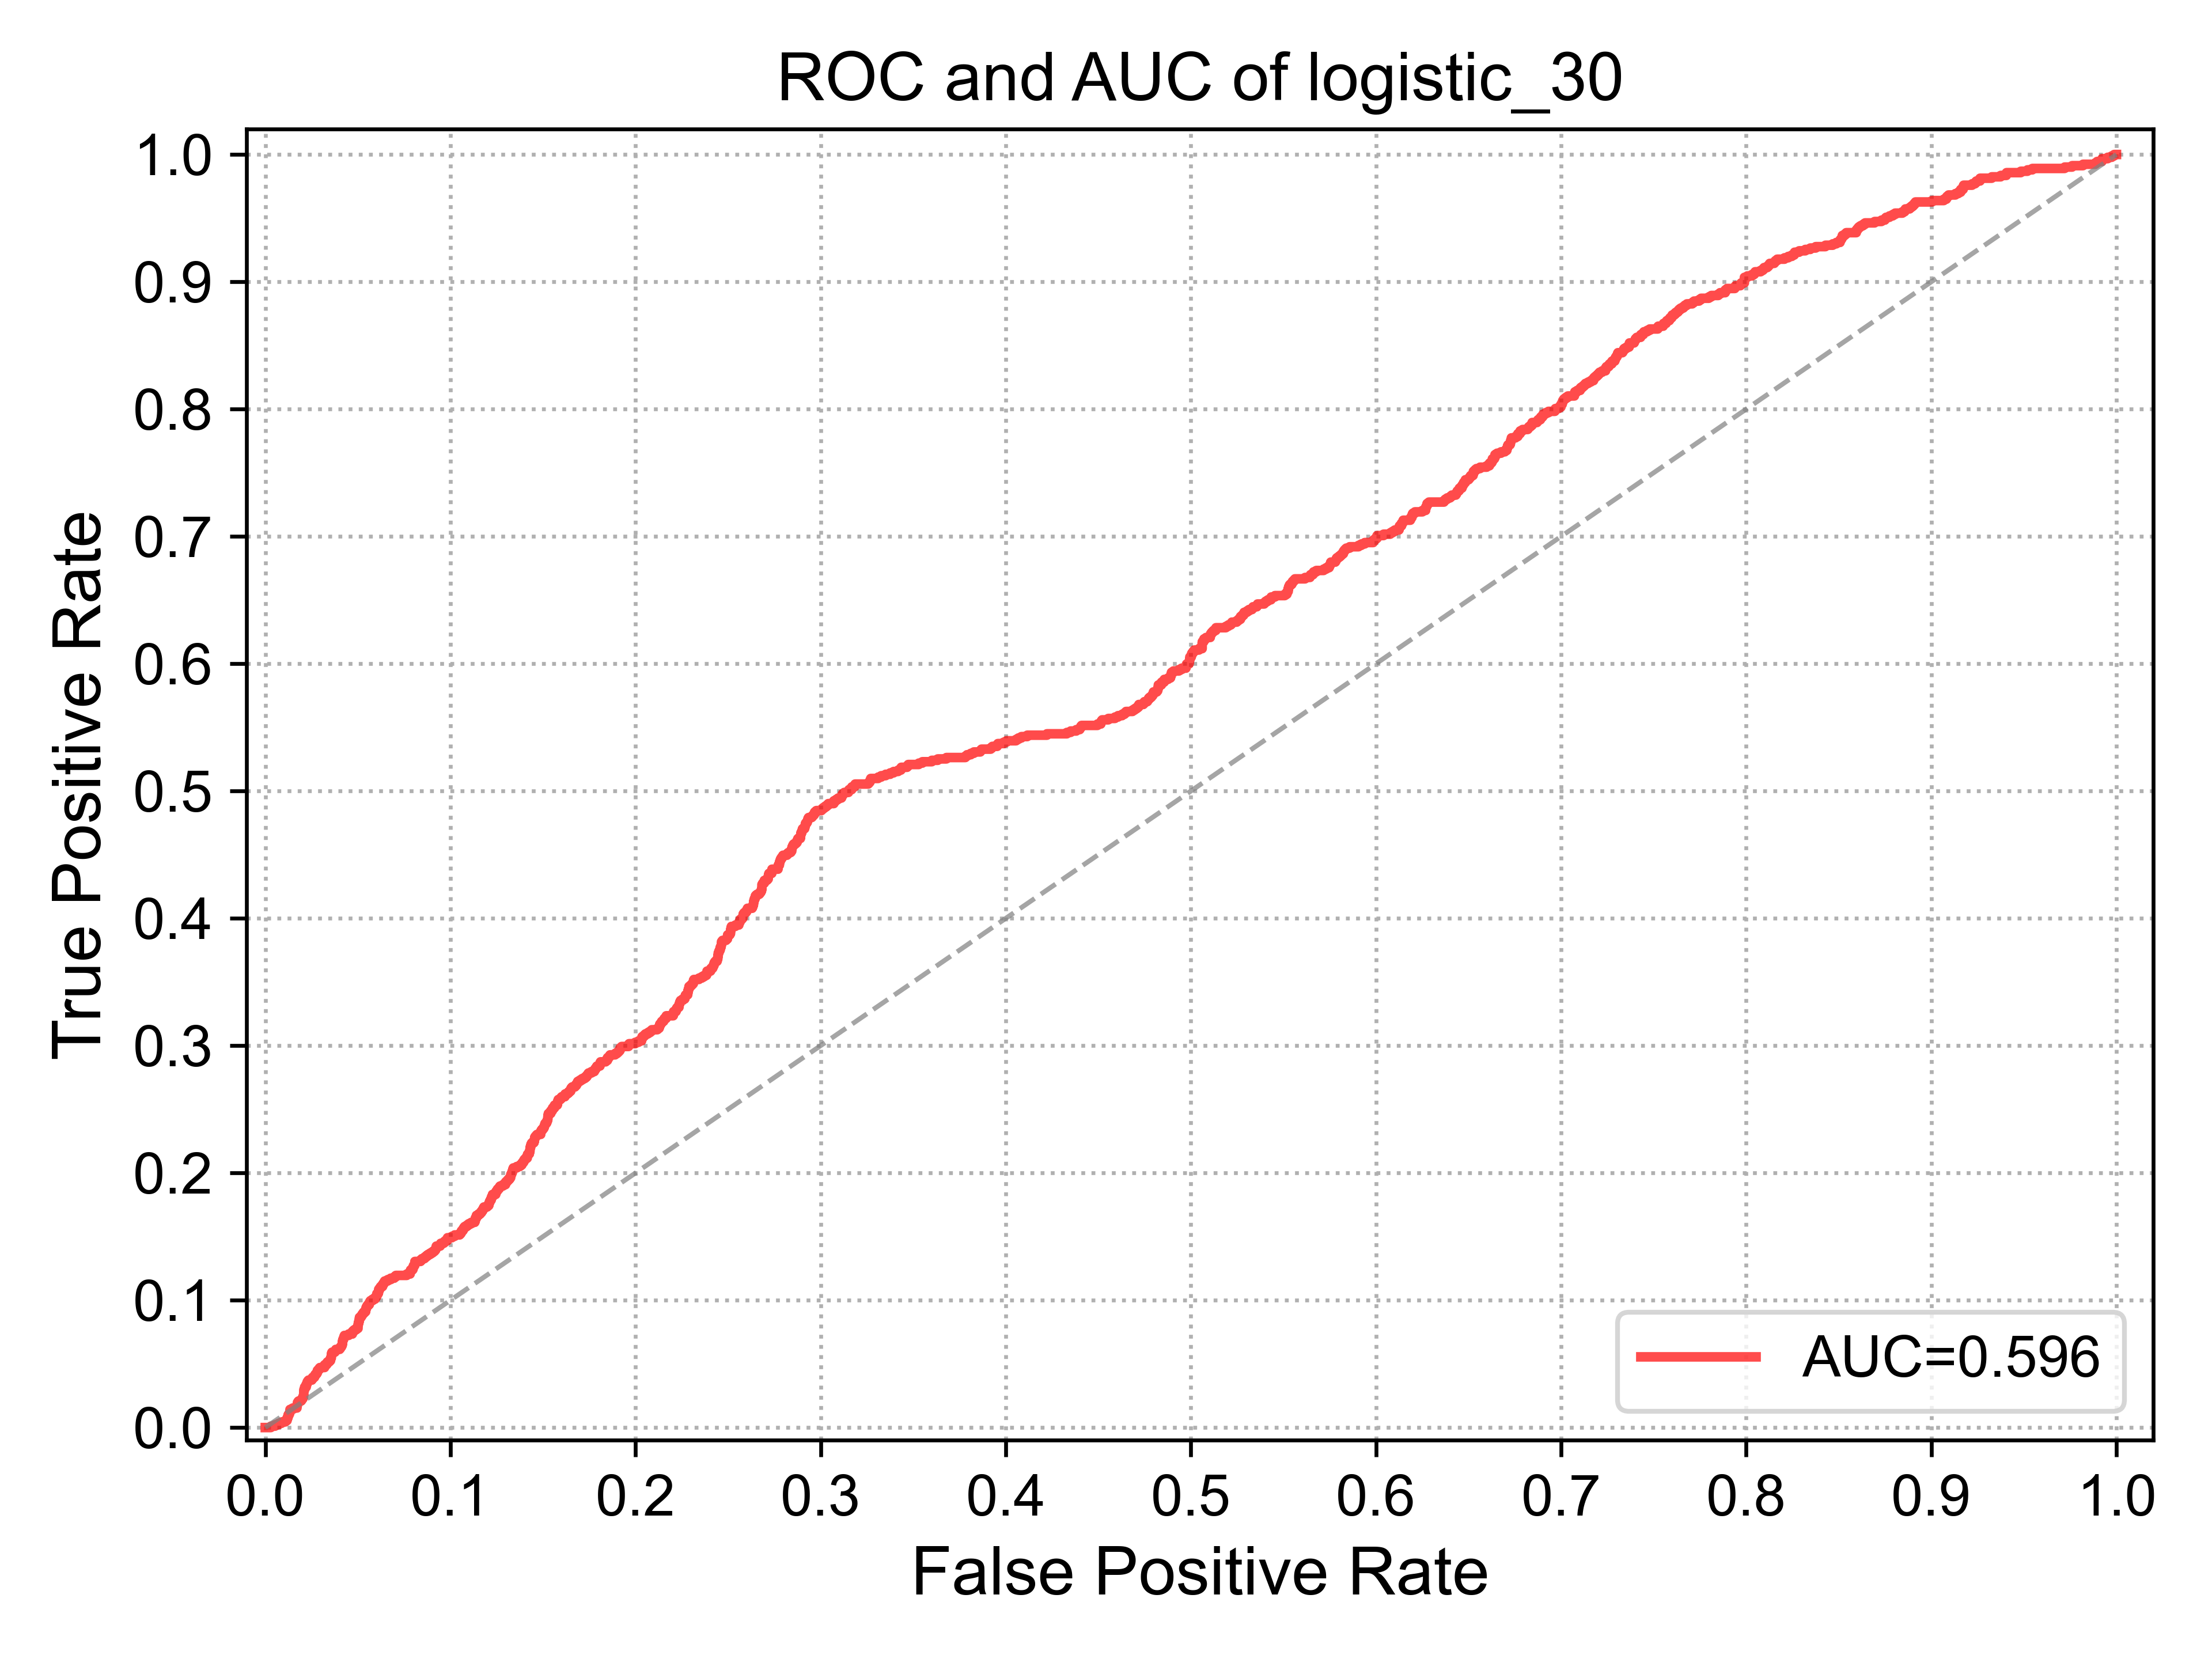 ROC and AUC of logistic_30
True Positive Rate
1.0
0.9
0.8
0.7
0.6
0.5
0.4
0.3
0.2
0.1
0.0
AUC=0.596
0.0 0.1 0.2 0.3 0.4 0.5 0.6 0.7 0.8 0.9 1.0
False Positive Rate